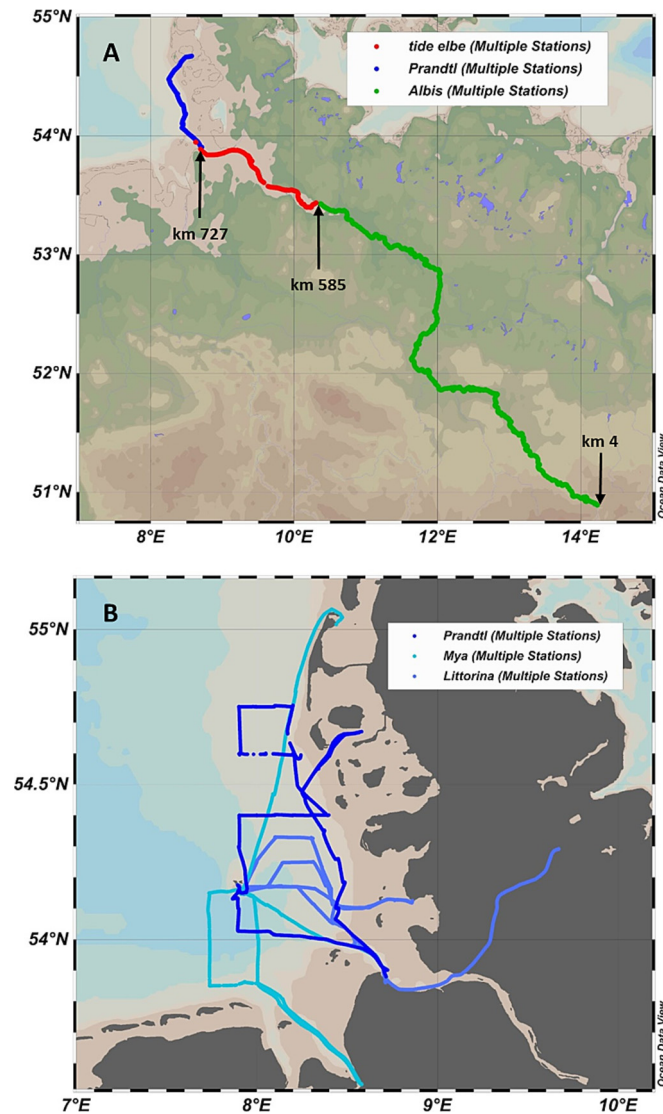 55°N
A
tide elbe (Multiple Stations)
Prandtl (Multiple Stations)
Albis (Multiple Stations)
54°N
km 727
53°N
km 585
52°N
km 4
51°N
Ocean Data View
8°E 10°E 12°E 14°E
B
Prandtl (Multiple Stations)
Mya (Multiple Stations)
Littorina (Multiple Stations)
55°N
54.5°N
54°N
Ocean Data View
7°E 8°E 9°E 10°E